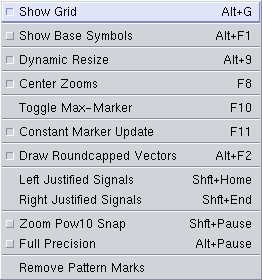 Show Grid Alt+G
Show Base Symbols Alt+F1
Dynamic Resize Alt+9
Center Zooms F8
Toggle Max-Marker F10
Constant Marker Update F11
Draw Roundcapped Vectors Alt+F2
Left Justified Signals Shft+Home
Right Justified Signals Shft+End
Zoom Pow10 Snap Shft+Pause
Full Precision Alt+Pause
Remove Pattern Marks